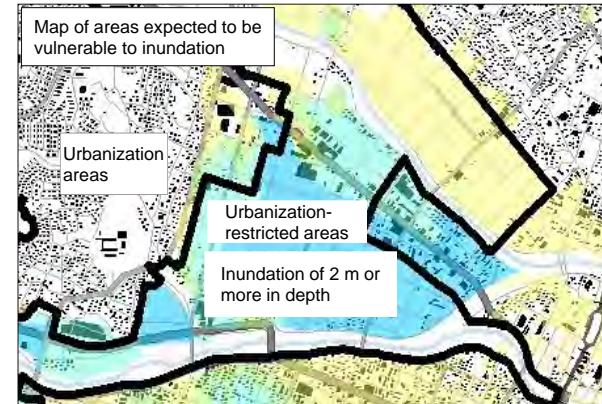 Map of areas expected to be
vulnerable to inundation
Urbanization
areas
Urbanization-
restricted areas
Inundation of 2 m or
more in depth